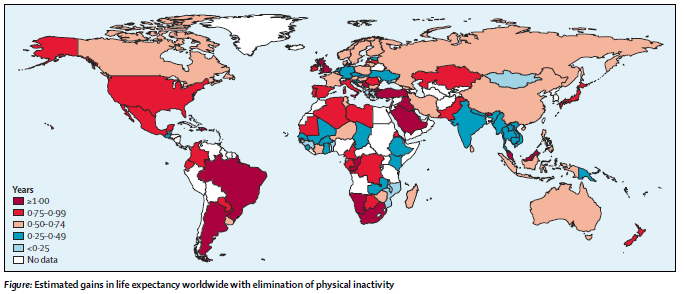 Years
≥1·00
0·75–0·99
0·50–0·74
0·25–0·49
<0·25
No data
Figure: Estimated gains in life expectancy worldwide with elimination of physical inactivity